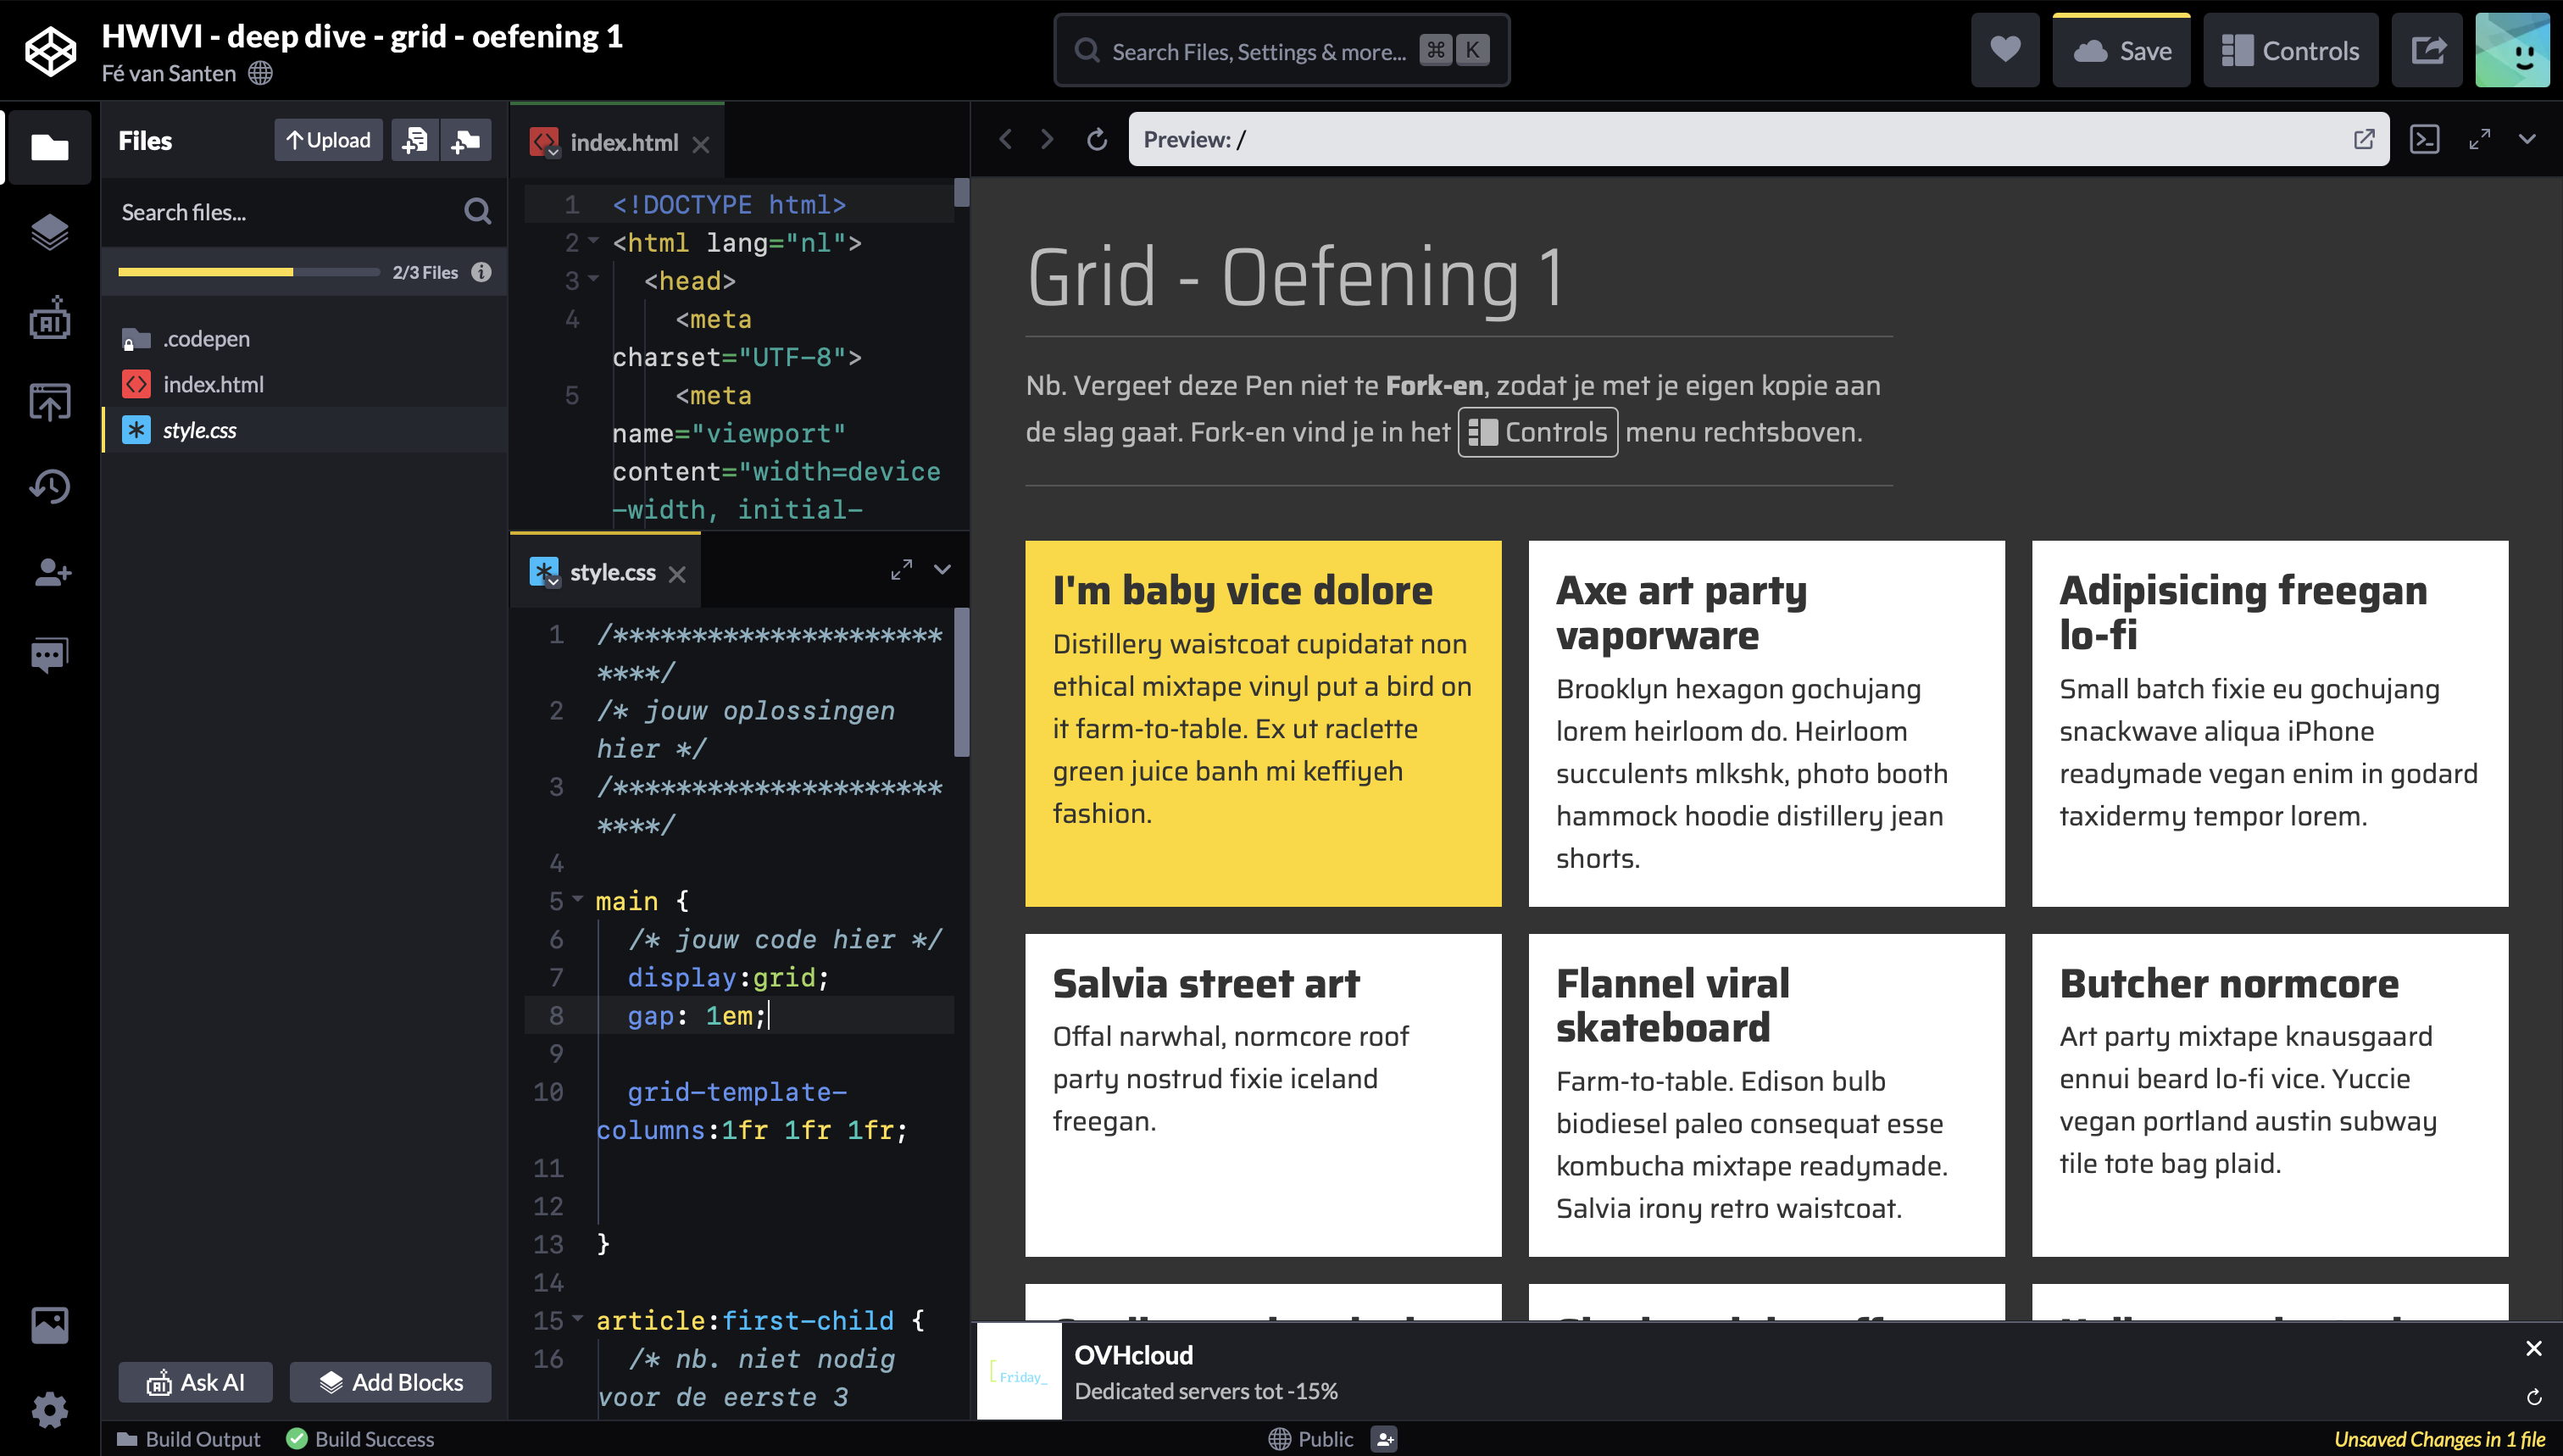 HWIVI - deep dive - grid - oefening 1
Fé van Santen
Search Files, Settings & more... ⌘ K
Save
Controls
Files
Upload
Search files...
2/3 Files
.codepen
index.html
style.css
AI
Ask AI
Add Blocks
index.html
1 <!DOCTYPE html>
2 <html lang="nl">
3 <head>
4 <meta
charset="UTF-8">
5 <meta
name="viewport"
content="width=device
-width, initial-
style.css
1 /*********************
****/
2 /* jouw oplossingen
hier */
3 /*********************
****/
4
5 main {
6 /* jouw code hier */
7 display:grid;
8 gap: 1em;
9
10 grid-template-
columns:1fr 1fr 1fr;
11
12
13 }
14
15 article:first-child {
16 /* nb. niet nodig
voor de eerste 3
Preview: /
Grid - Oefening 1
Nb. Vergeet deze Pen niet te Fork-en, zodat je met je eigen kopie aan
de slag gaat. Fork-en vind je in het Controls menu rechtsboven.
I'm baby vice dolore
Distillery waistcoat cupidatat non
ethical mixtape vinyl put a bird on
it farm-to-table. Ex ut raclette
green juice banh mi keffiyeh
fashion.
Axe art party
vaporware
Brooklyn hexagon gochujang
lorem heirloom do. Heirloom
succulents mlkshk, photo booth
hammock hoodie distillery jean
shorts.
Adipisicing freegan
lo-fi
Small batch fixie eu gochujang
snackwave aliqua iPhone
readymade vegan enim in godard
taxidermy tempor lorem.
Salvia street art
Offal narwhal, normcore roof
party nostrud fixie iceland
freegan.
Flannel viral
skateboard
Farm-to-table. Edison bulb
biodiesel paleo consequat esse
kombucha mixtape readymade.
Salvia irony retro waistcoat.
Butcher normcore
Art party mixtape knausgaard
ennui beard lo-fi vice. Yuccie
vegan portland austin subway
tile tote bag plaid.
Friday_
OVHcloud
Dedicated servers tot -15%
Build Output
Build Success
Public
Unsaved Changes in 1 file